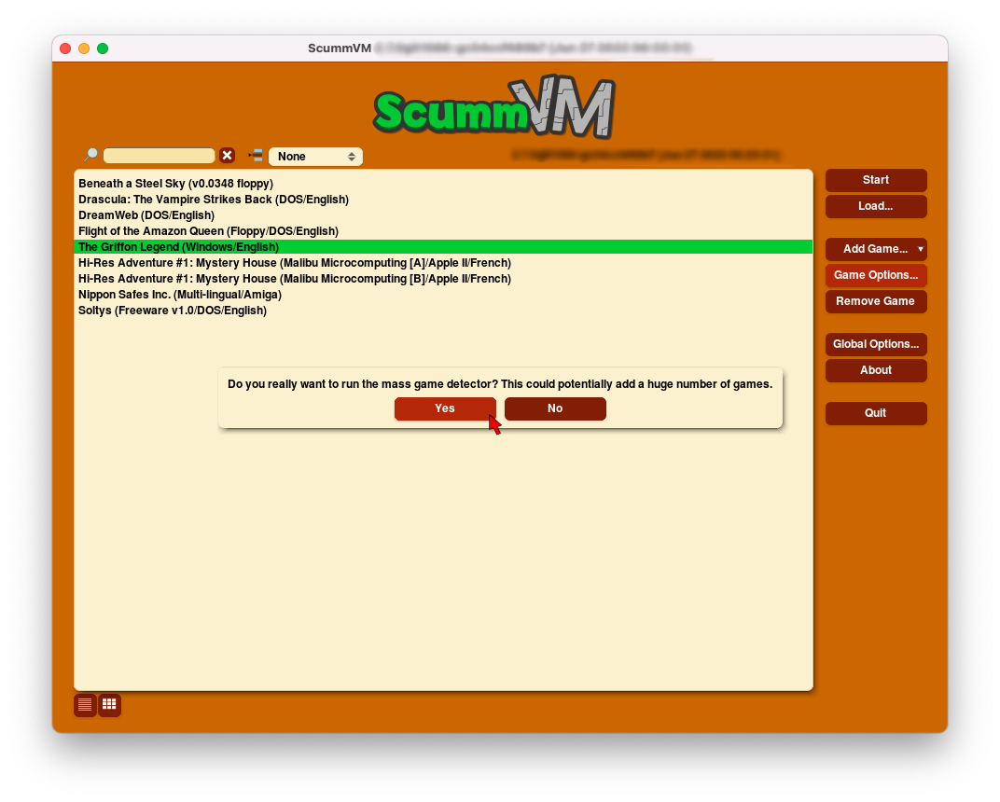 ScummVM
ScummVM
None
Beneath a Steel Sky (v0.0348 floppy)
Drascula: The Vampire Strikes Back (DOS/English)
DreamWeb (DOS/English)
Flight of the Amazon Queen (Floppy/DOS/English)
The Griffon Legend (Windows/English)
Hi-Res Adventure #1: Mystery House (Malibu Microcomputing [A]/Apple II/French)
Hi-Res Adventure #1: Mystery House (Malibu Microcomputing [B]/Apple II/French)
Nippon Safes Inc. (Multi-lingual/Amiga)
Soltys (Freeware v1.0/DOS/English)
Do you really want to run the mass game detector? This could potentially add a huge number of games.
Yes No
Start
Load...
Add Game...
Game Options...
Remove Game
Global Options...
About
Quit